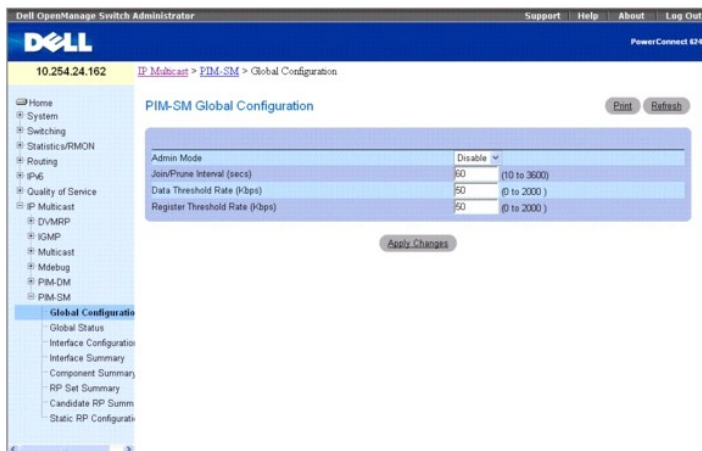 Dell OpenManage Switch Administrator
Support Help About Log Out
DELL
PowerConnect 624
10.254.24.162
IP Multicast > PIM-SM > Global Configuration
Home
System
Switching
Statistics/RMON
Routing
IPv6
Quality of Service
IP Multicast
DVMRP
IGMP
Multicast
Mdebug
PIM-DM
PIM-SM
Global Configuratio
Global Status
Interface Configuration
Interface Summary
Component Summary
RP Set Summary
Candidate RP Summ
Static RP Configurati
PIM-SM Global Configuration
Print Refresh
Admin Mode Disable
Join/Prune Interval (secs) 60 (10 to 3600)
Data Threshold Rate (Kbps) 50 (0 to 2000 )
Register Threshold Rate (Kbps) 50 (0 to 2000 )
Apply Changes